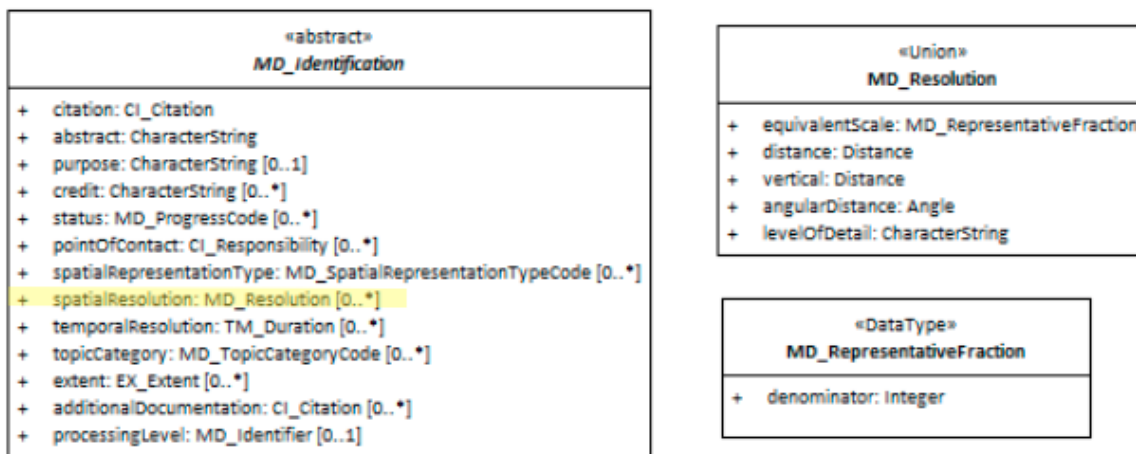 «abstract»
MD_Identification
+ citation: CI_Citation
+ abstract: CharacterString
+ purpose: CharacterString [0..1]
+ credit: CharacterString [0..*]
+ status: MD_ProgressCode [0..*]
+ pointOfContact: CI_Responsibility [0..*]
+ spatialRepresentationType: MD_SpatialRepresentationTypeCode [0..*]
+ spatialResolution: MD_Resolution [0..*]
+ temporalResolution: TM_Duration [0..*]
+ topicCategory: MD_TopicCategoryCode [0..*]
+ extent: EX_Extent [0..*]
+ additionalDocumentation: CI_Citation [0..*]
+ processingLevel: MD_Identifier [0..1]
«Union»
MD_Resolution
+ equivalentScale: MD_RepresentativeFraction
+ distance: Distance
+ vertical: Distance
+ angularDistance: Angle
+ levelOfDetail: CharacterString
«DataType»
MD_RepresentativeFraction
+ denominator: Integer